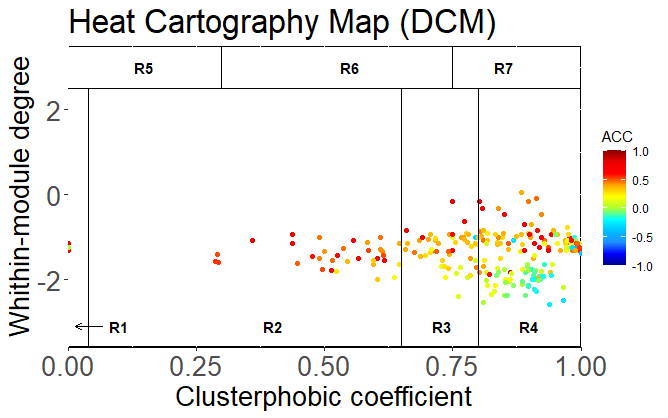 Heat Cartography Map (DCM)
R5 R6 R7
Whithin-module degree
2
0
-2
R1 R2 R3 R4
0.00 0.25 0.50 0.75 1.00
Clusterphobic coefficient
ACC
1.0
0.5
0.0
-0.5
-1.0